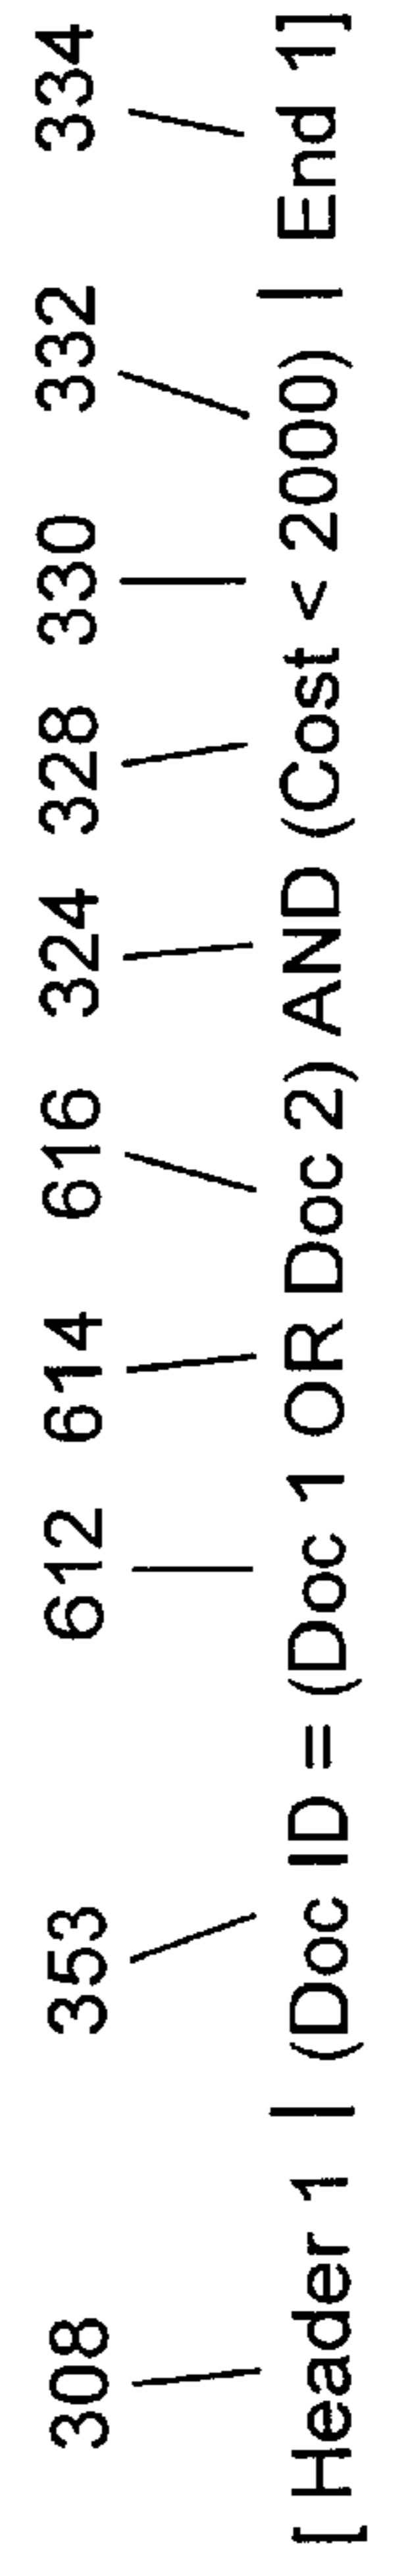 308 353 612 614 616 324 328 330 332 334
[ Header 1 | (Doc ID = (Doc 1 OR Doc 2) AND (Cost < 2000) | End 1]